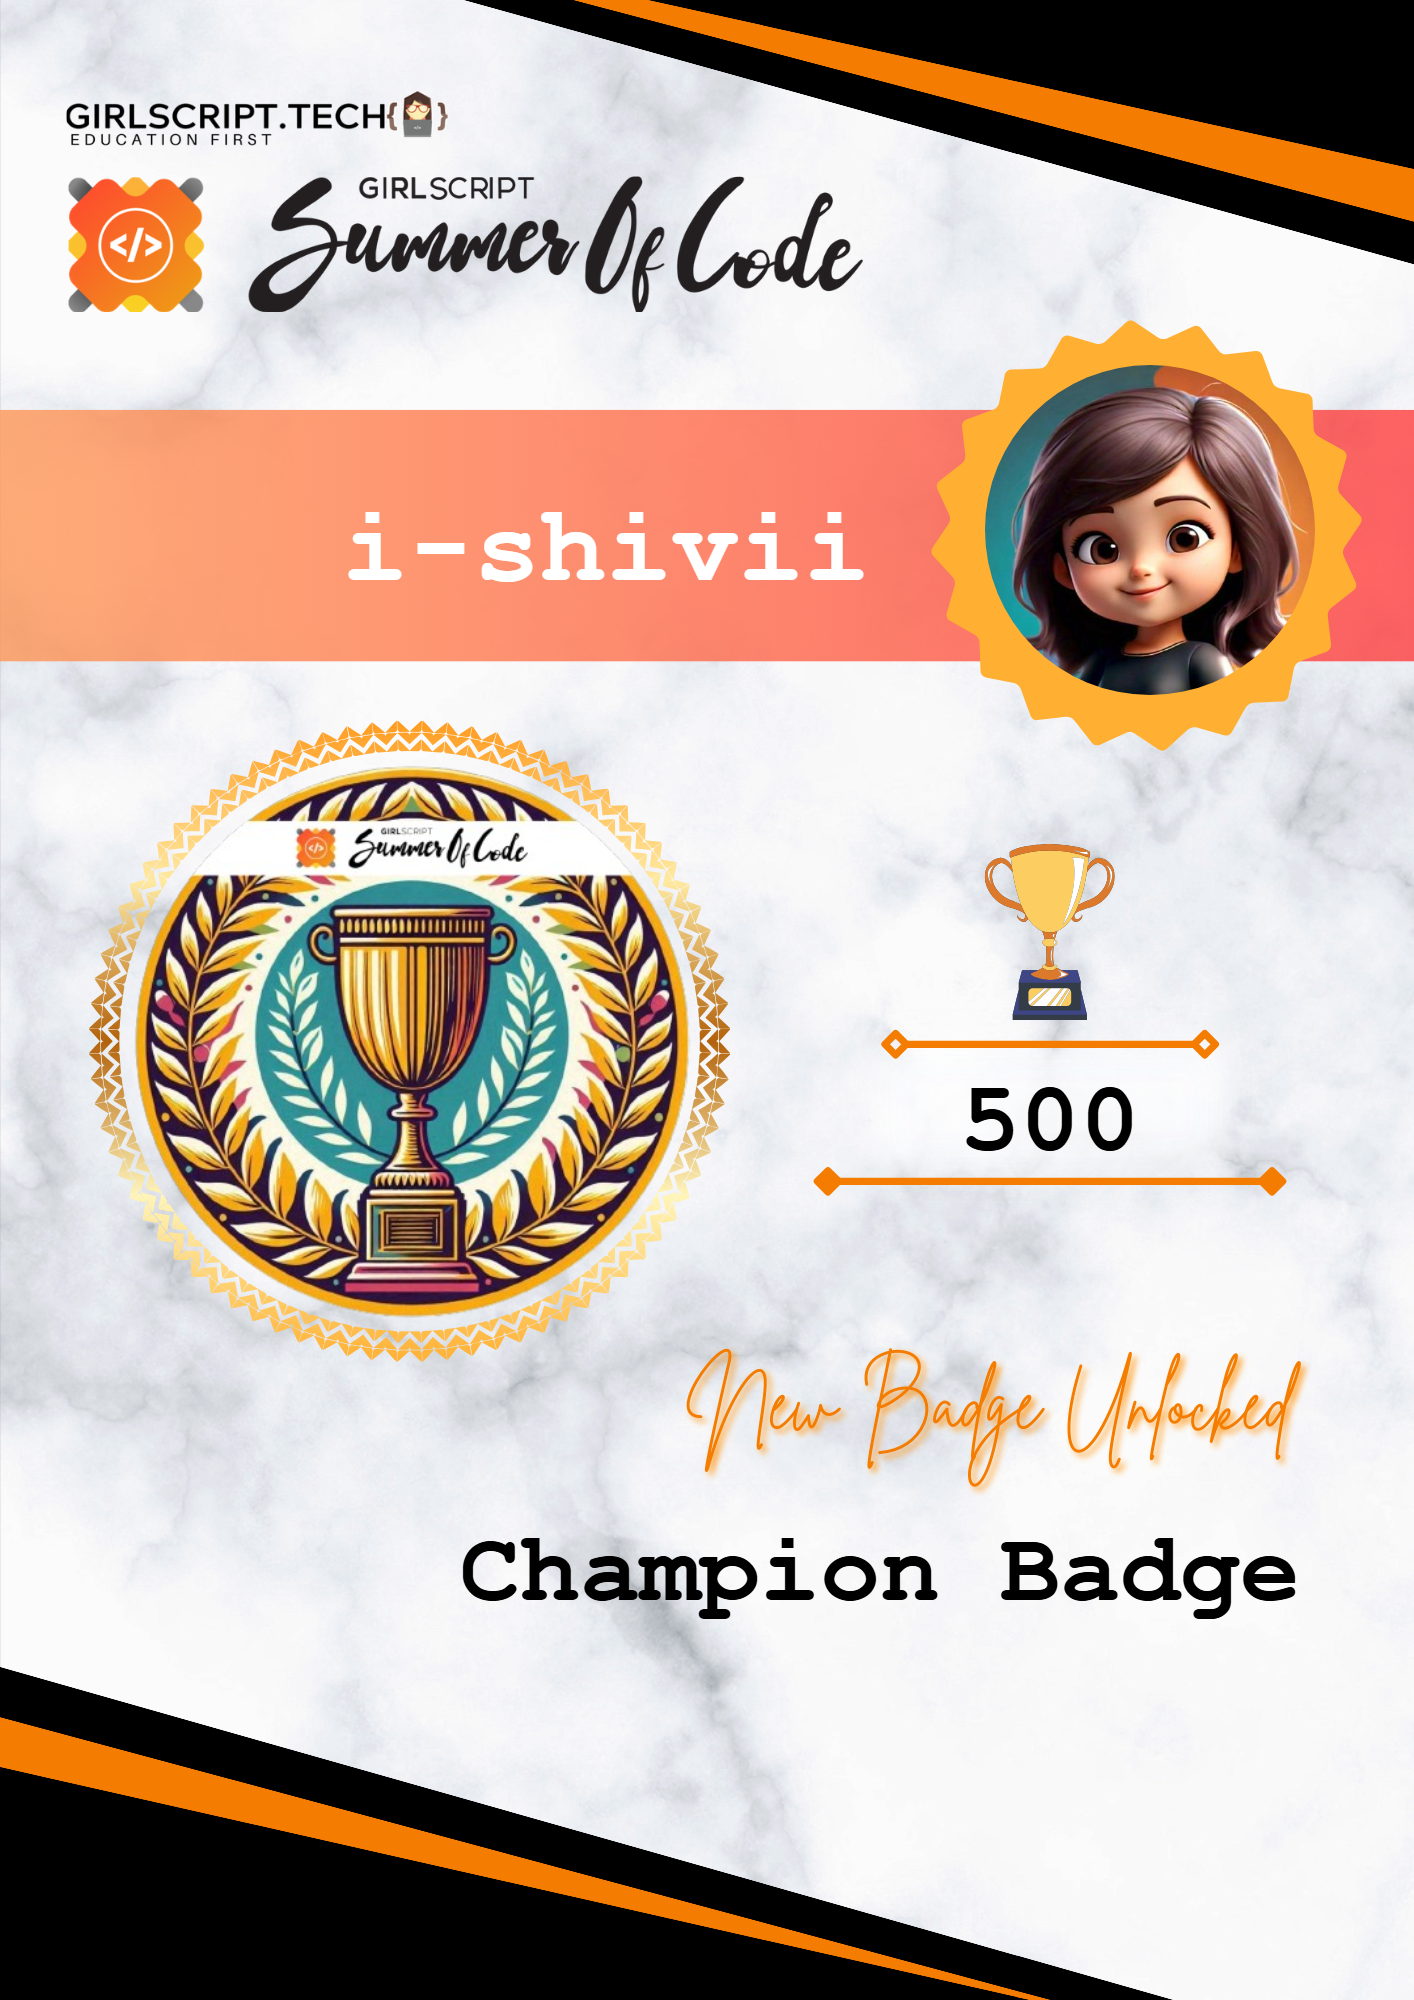 GIRLSCRIPT.TECH{ }
EDUCATION FIRST
GIRLSCRIPT
Summer Of Code
</>
i-shivii
GIRLSCRIPT
Summer Of Code
</>
500
New Badge Unlocked
Champion Badge